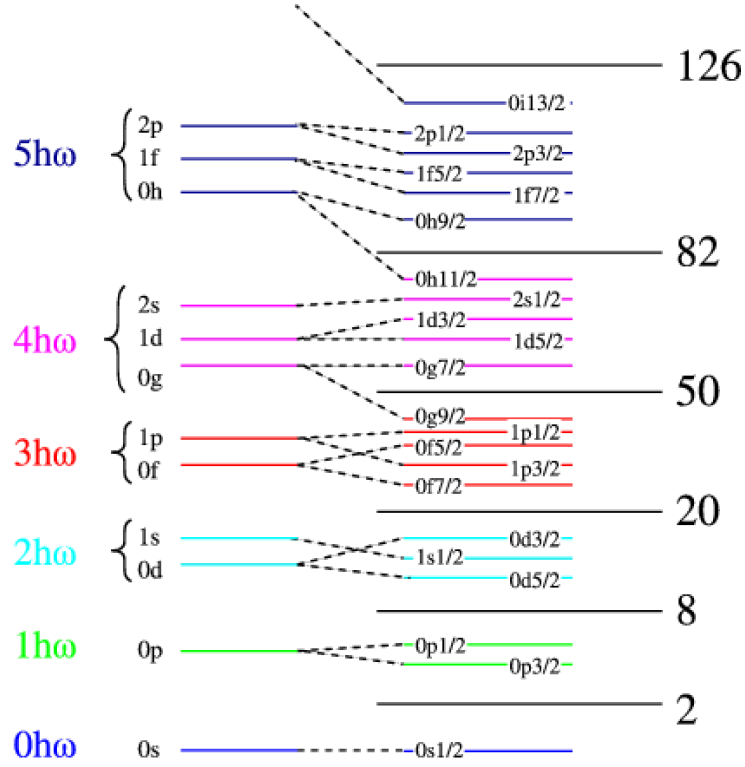 126
0i13/2
2p
2p1/2
5hω
1f
2p3/2
1f5/2
0h
1f7/2
0h9/2
82
0h11/2
2s
2s1/2
1d3/2
4hω
1d
1d5/2
0g7/2
0g
50
0g9/2
1p
1p1/2
3hω
0f5/2
0f
1p3/2
0f7/2
20
1s
0d3/2
2hω
1s1/2
0d
0d5/2
8
1hω
0p
0p1/2
0p3/2
2
0hω
0s
0s1/2